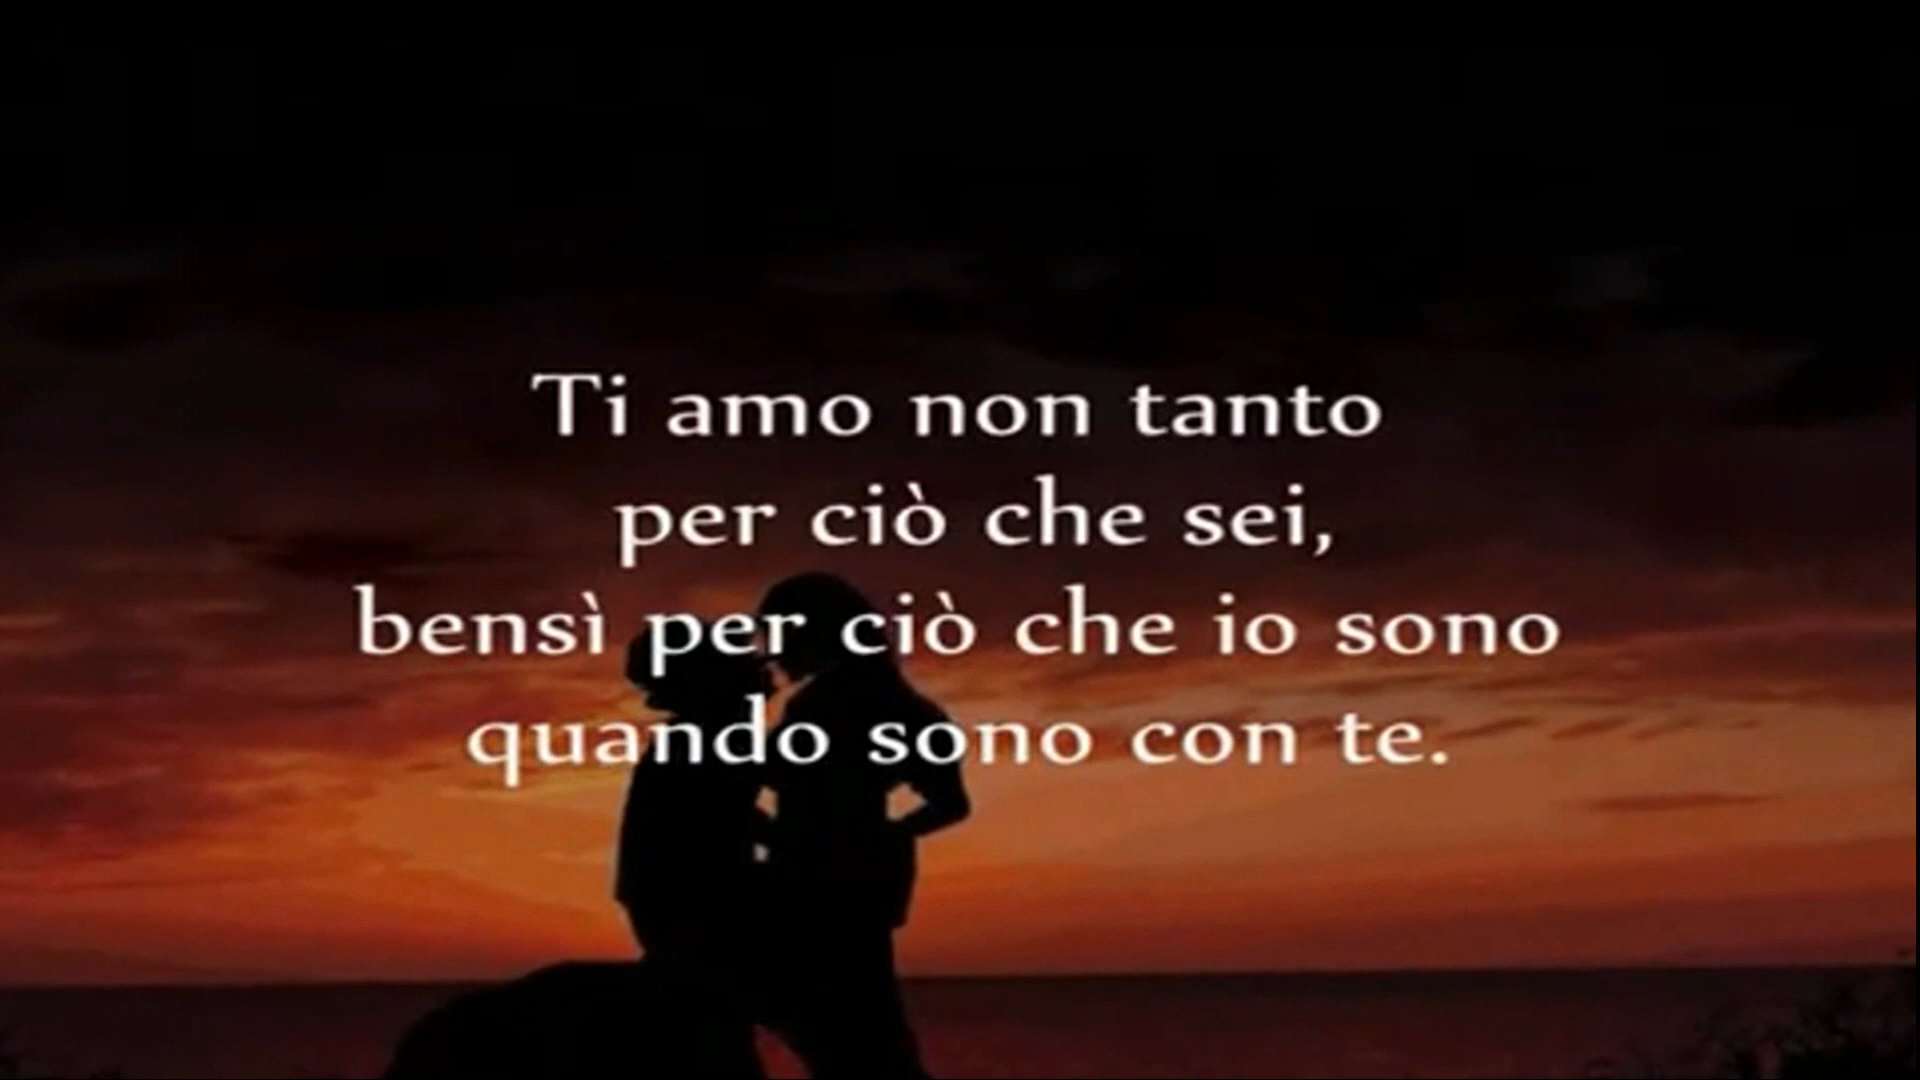 Ti amo non tanto
per ciò che sei,
bensì per ciò che io sono
quando sono con te.